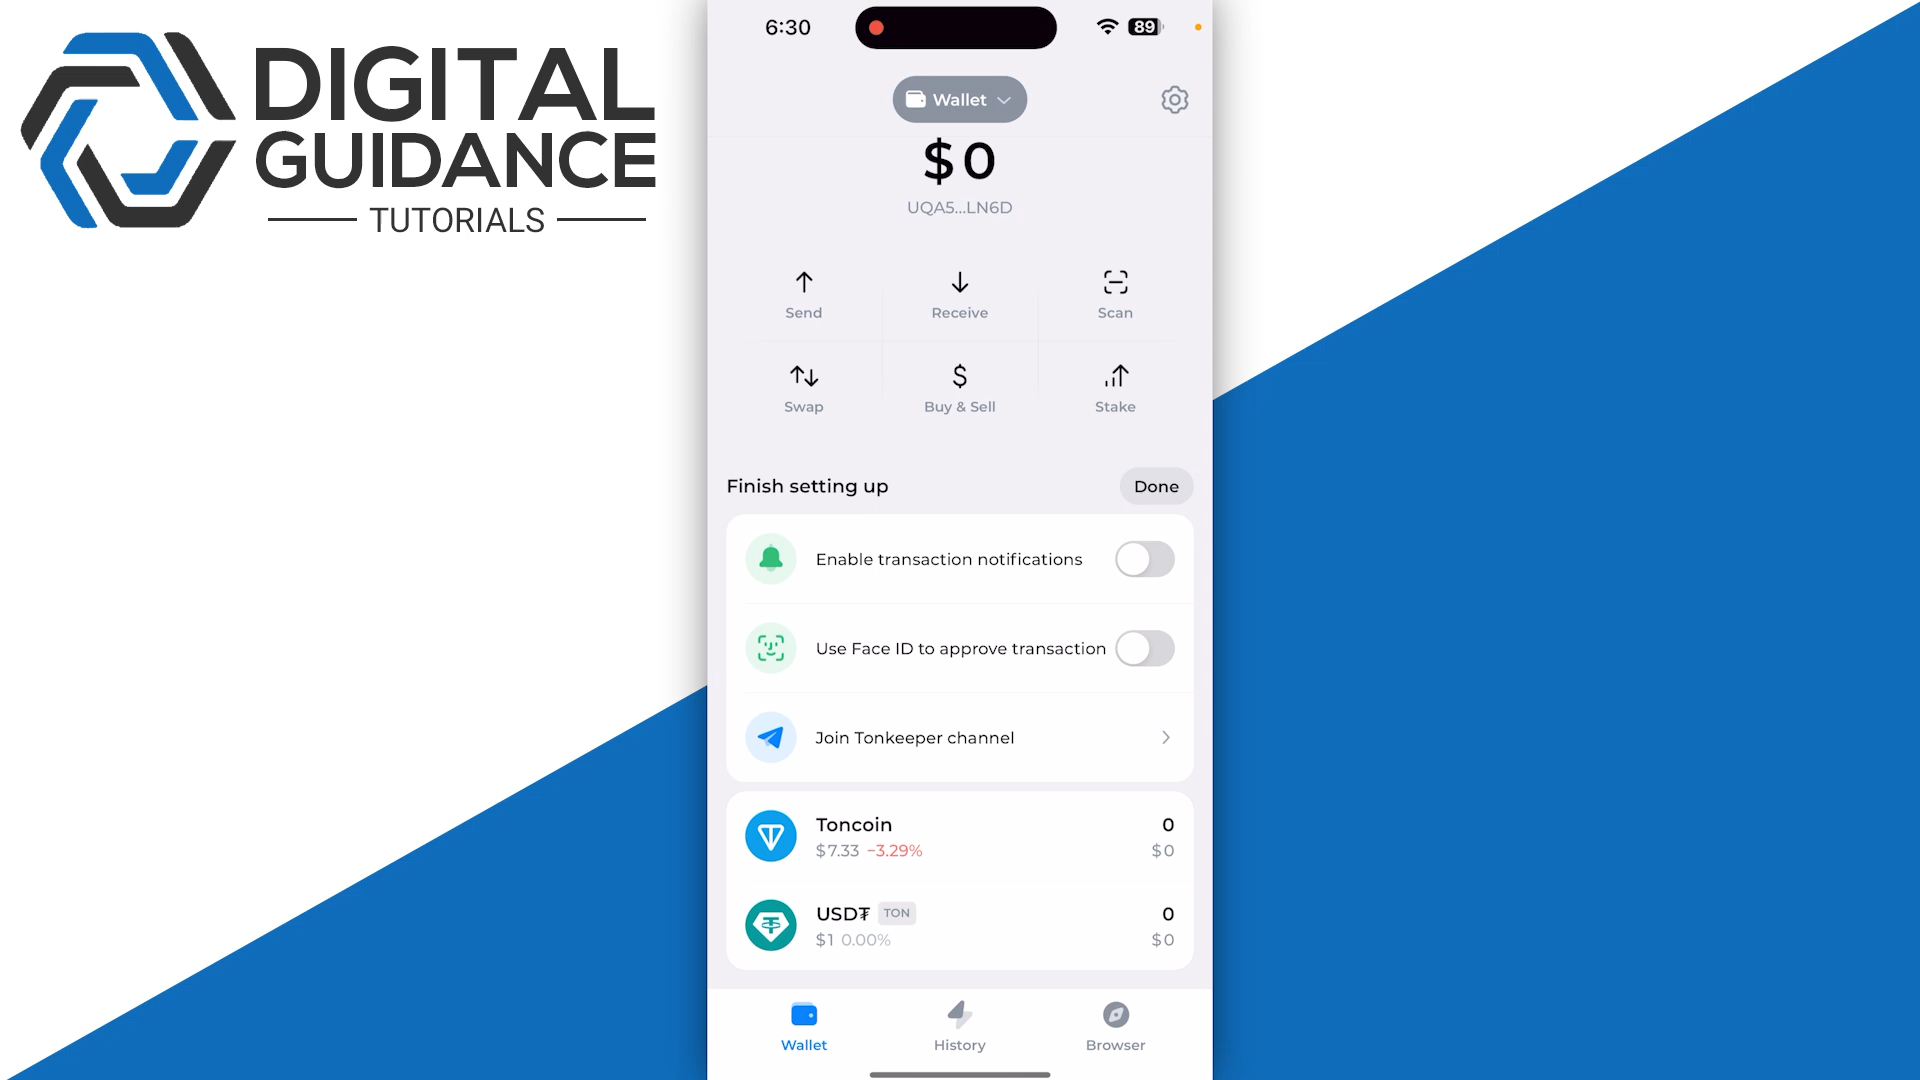 DIGITAL
GUIDANCE
TUTORIALS
6:30
89
Wallet
$0
UQA5...LN6D
Send
Receive
Scan
Swap
Buy & Sell
Stake
Finish setting up
Done
Enable transaction notifications
Use Face ID to approve transaction
Join Tonkeeper channel
Toncoin
0
$7.33 −3.29%
$0
USD₮ TON
0
$1 0.00%
$0
Wallet
History
Browser